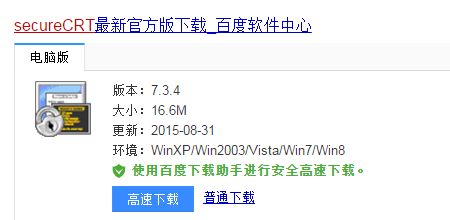 secureCRT最新官方版下载_百度软件中心
电脑版
版本：7.3.4
大小：16.6M
更新：2015-08-31
环境：WinXP/Win2003/Vista/Win7/Win8
使用百度下载助手进行安全高速下载。
高速下载 普通下载